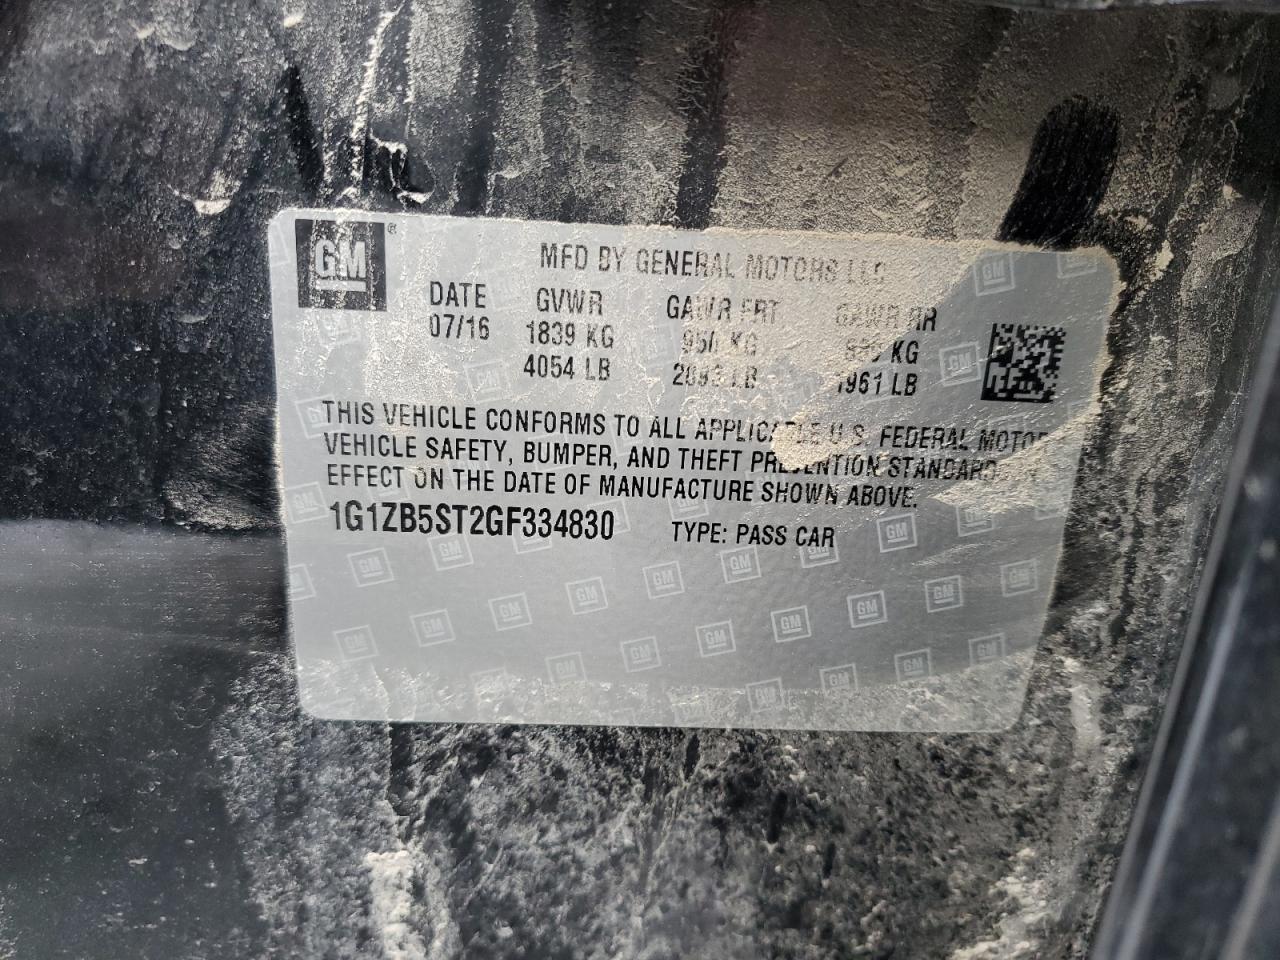 GM
MFD BY GENERAL MOTORS LLC
DATE GVWR GAWR FRT GAWR RR
07/16 1839 KG KG KG
4054 LB LB 1961 LB
THIS VEHICLE CONFORMS TO ALL APPLICABLE U.S. FEDERAL MOTOR
VEHICLE SAFETY, BUMPER, AND THEFT PREVENTION STANDARDS
EFFECT ON THE DATE OF MANUFACTURE SHOWN ABOVE.
1G1ZB5ST2GF334830 TYPE: PASS CAR